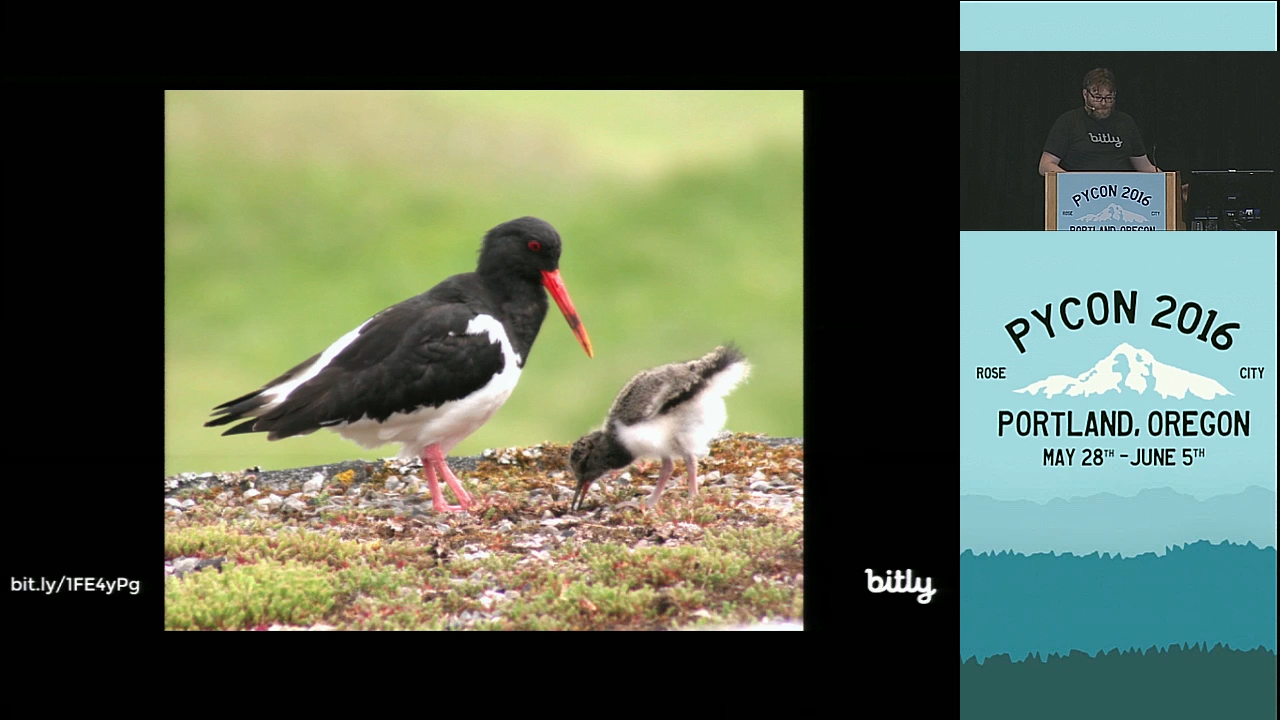 bit.ly/1FE4yPg
bitly
bitly
PYCON 2016
ROSE CITY
PORTLAND, OREGON
PYCON 2016
ROSE CITY
PORTLAND, OREGON
MAY 28TH - JUNE 5TH